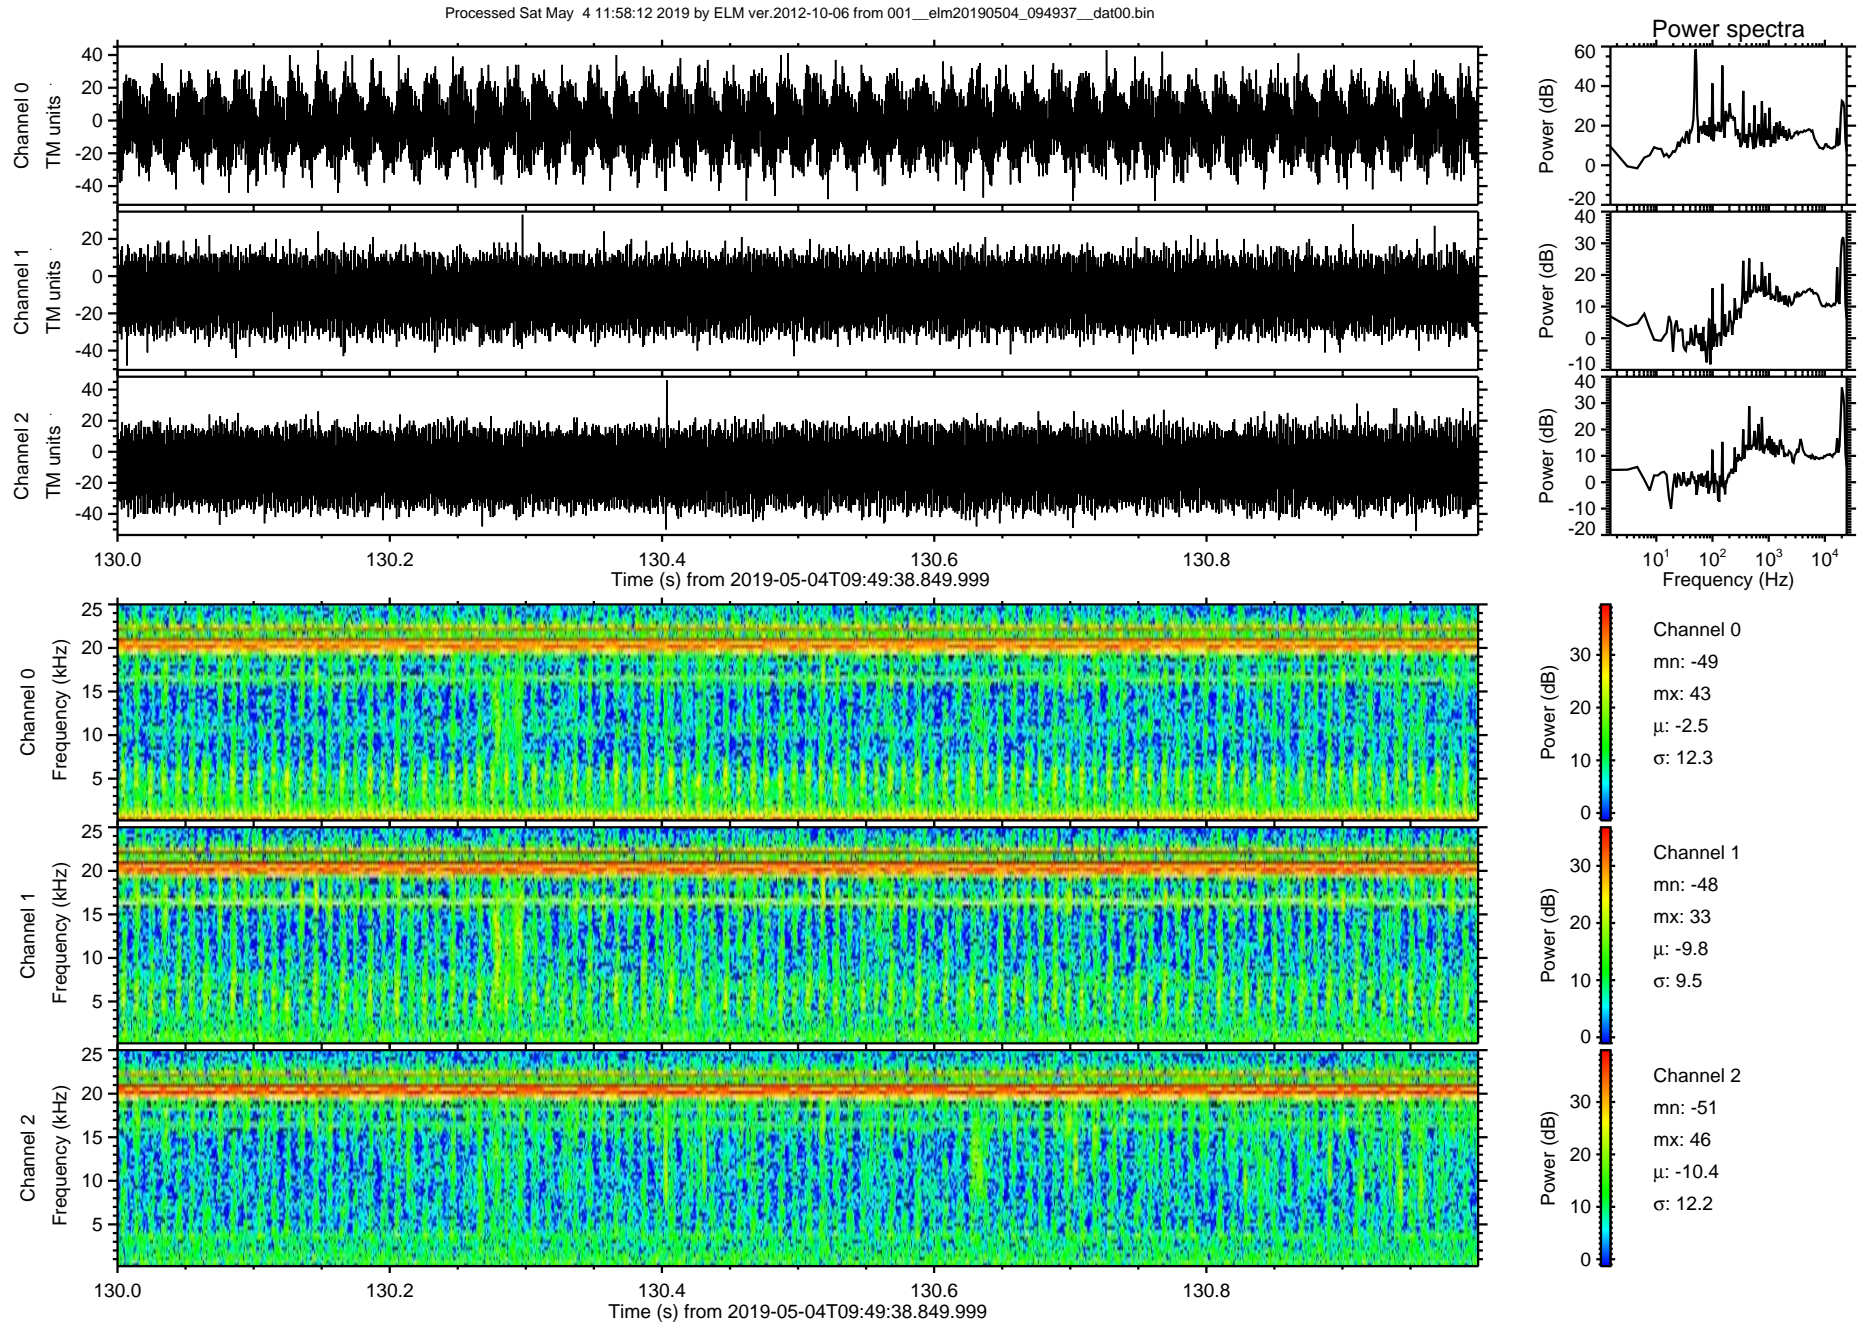 Processed Sat May  4 11:58:12 2019 by ELM ver.2012-10-06 from 001__elm20190504_094937__dat00.bin
Power spectra
Channel 0
TM units
40
20
0
-20
-40
Power (dB)
60
40
20
0
-20
Channel 1
TM units
20
0
-20
-40
Power (dB)
40
30
20
10
0
-10
Channel 2
TM units
40
20
0
-20
-40
Power (dB)
40
30
20
10
0
-10
-20
130.0 130.2 130.4 130.6 130.8
Time (s) from 2019-05-04T09:49:38.849.999
10¹ 10² 10³ 10⁴
Frequency (Hz)
Channel 0
Frequency (kHz)
25
20
15
10
5
Power (dB)
30
20
10
0
Channel 0
mn: -49
mx: 43
μ: -2.5
σ: 12.3
Channel 1
Frequency (kHz)
25
20
15
10
5
Power (dB)
30
20
10
0
Channel 1
mn: -48
mx: 33
μ: -9.8
σ: 9.5
Channel 2
Frequency (kHz)
25
20
15
10
5
Power (dB)
30
20
10
0
Channel 2
mn: -51
mx: 46
μ: -10.4
σ: 12.2
130.0 130.2 130.4 130.6 130.8
Time (s) from 2019-05-04T09:49:38.849.999